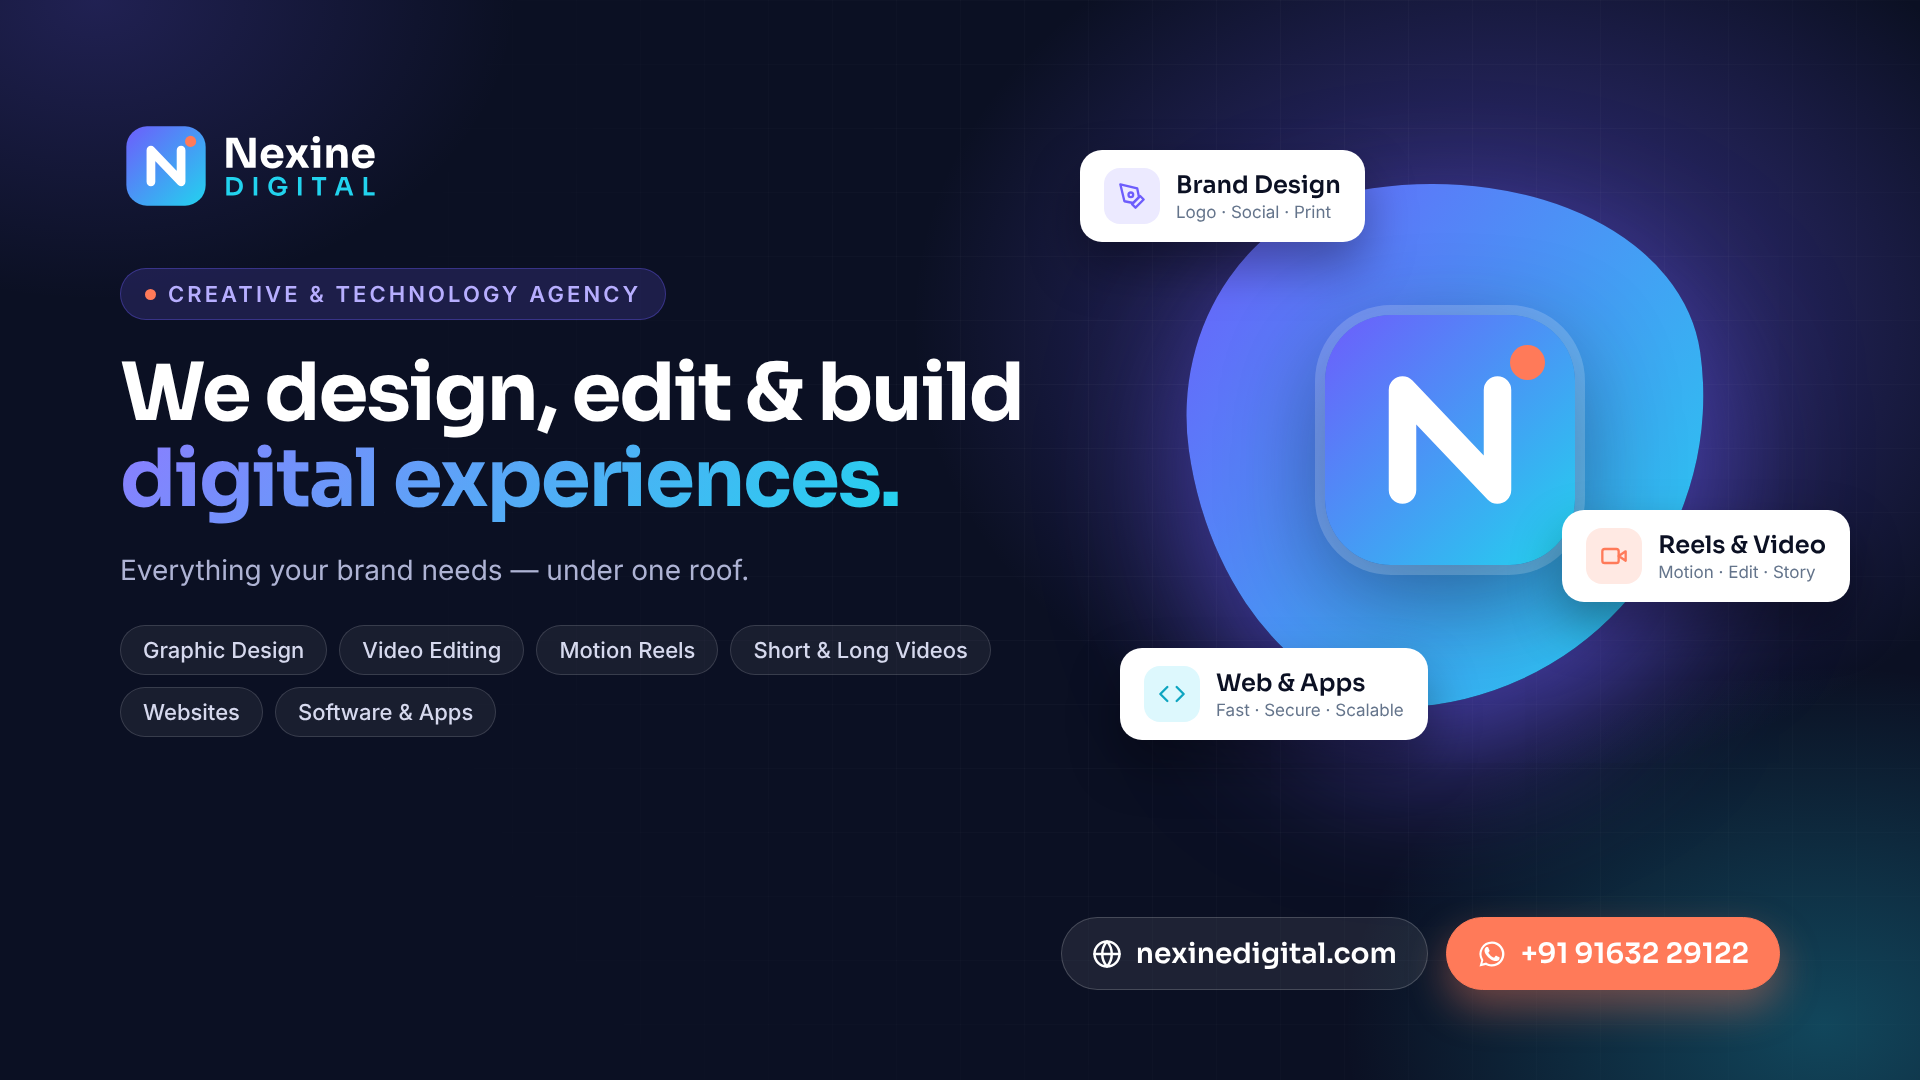 Nexine
DIGITAL
CREATIVE & TECHNOLOGY AGENCY
We design, edit & build
digital experiences.
Everything your brand needs — under one roof.
Graphic Design
Video Editing
Motion Reels
Short & Long Videos
Websites
Software & Apps
Brand Design
Logo · Social · Print
N
Reels & Video
Motion · Edit · Story
Web & Apps
Fast · Secure · Scalable
nexinedigital.com
+91 91632 29122